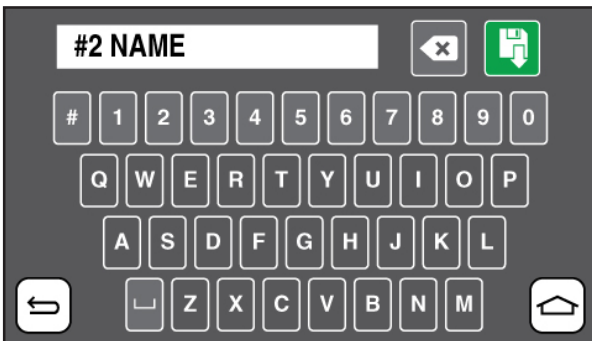 #2 NAME
# 1 2 3 4 5 6 7 8 9 0
Q W E R T Y U I O P
A S D F G H J K L
Z X C V B N M